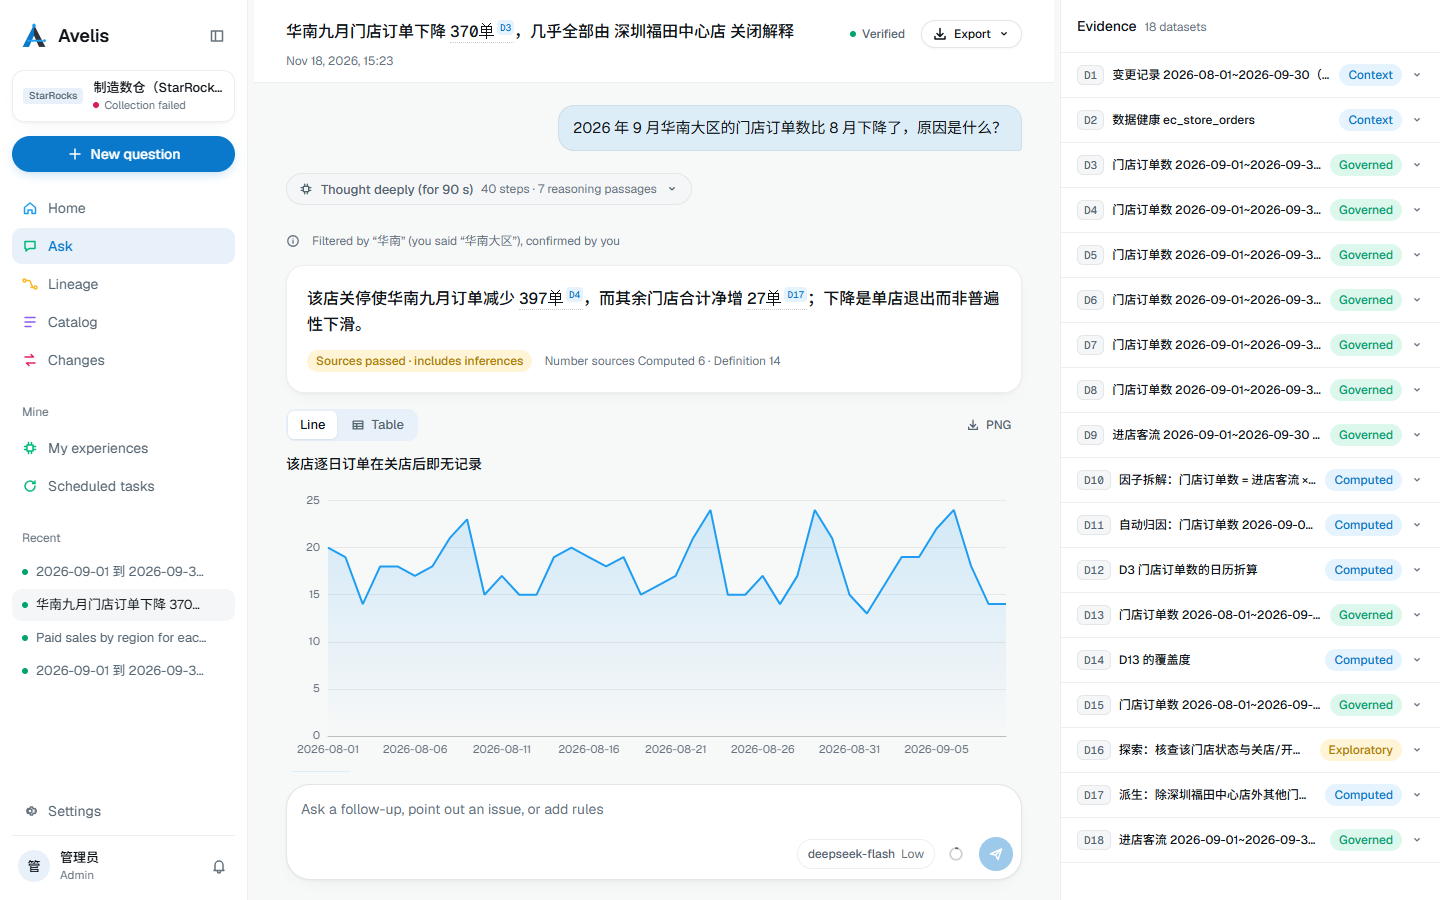 Avelis
StarRocks
制造数仓（StarRock...
Collection failed
New question
Home
Ask
Lineage
Catalog
Changes
Mine
My experiences
Scheduled tasks
Recent
2026-09-01 到 2026-09-3...
华南九月门店订单下降 370...
Paid sales by region for eac...
2026-09-01 到 2026-09-3...
Settings
管
管理员
Admin
华南九月门店订单下降 370单 D3，几乎全部由 深圳福田中心店 关闭解释
Nov 18, 2026, 15:23
Verified
Export
2026 年 9 月华南大区的门店订单数比 8 月下降了，原因是什么？
Thought deeply (for 90 s) 40 steps · 7 reasoning passages
Filtered by “华南” (you said “华南大区”), confirmed by you
该店关停使华南九月订单减少 397单 D4，而其余门店合计净增 27单 D17；下降是单店退出而非普遍
性下滑。
Sources passed · includes inferences
Number sources Computed 6 · Definition 14
Line
Table
PNG
该店逐日订单在关店后即无记录
25
20
15
10
5
0
2026-08-01 2026-08-06 2026-08-11 2026-08-16 2026-08-21 2026-08-26 2026-08-31 2026-09-05
Ask a follow-up, point out an issue, or add rules
deepseek-flash Low
Evidence 18 datasets
D1 变更记录 2026-08-01~2026-09-30（... Context
D2 数据健康 ec_store_orders Context
D3 门店订单数 2026-09-01~2026-09-3... Governed
D4 门店订单数 2026-09-01~2026-09-3... Governed
D5 门店订单数 2026-09-01~2026-09-3... Governed
D6 门店订单数 2026-09-01~2026-09-3... Governed
D7 门店订单数 2026-09-01~2026-09-3... Governed
D8 门店订单数 2026-09-01~2026-09-3... Governed
D9 进店客流 2026-09-01~2026-09-30 ... Governed
D10 因子拆解：门店订单数 = 进店客流 ×... Computed
D11 自动归因：门店订单数 2026-09-0... Computed
D12 D3 门店订单数的日历折算 Computed
D13 门店订单数 2026-08-01~2026-09-... Governed
D14 D13 的覆盖度 Computed
D15 门店订单数 2026-08-01~2026-09-... Governed
D16 探索：核查该门店状态与关店/开... Exploratory
D17 派生：除深圳福田中心店外其他门... Computed
D18 进店客流 2026-09-01~2026-09-3... Governed